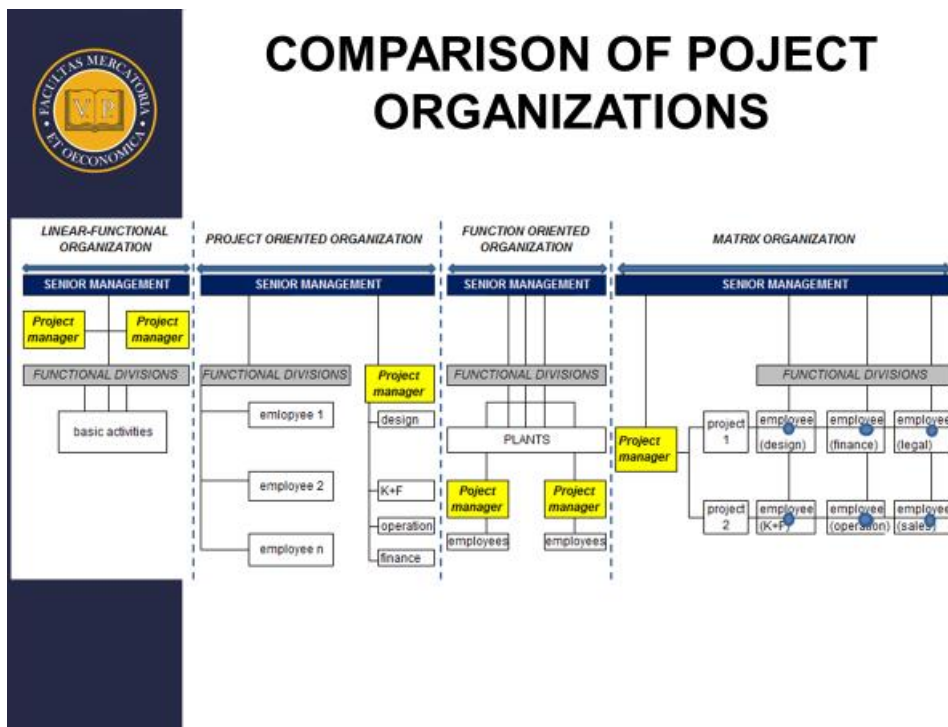 COMPARISON OF POJECT
ORGANIZATIONS
FACULTAS MERCATORIA
ET OECONOMICA
V P
LINEAR-FUNCTIONAL
ORGANIZATION
SENIOR MANAGEMENT
Project
manager
Project
manager
FUNCTIONAL DIVISIONS
basic activities
PROJECT ORIENTED ORGANIZATION
SENIOR MANAGEMENT
FUNCTIONAL DIVISIONS
emlopyee 1
employee 2
employee n
Project
manager
design
K+F
operation
finance
FUNCTION ORIENTED
ORGANIZATION
SENIOR MANAGEMENT
FUNCTIONAL DIVISIONS
PLANTS
Poject
manager
Project
manager
employees
employees
MATRIX ORGANIZATION
SENIOR MANAGEMENT
FUNCTIONAL DIVISIONS
Project
manager
project
1
employee
(design)
employee
(finance)
employee
(legal)
project
2
employee
(K+F)
employee
(operation)
employee
(sales)